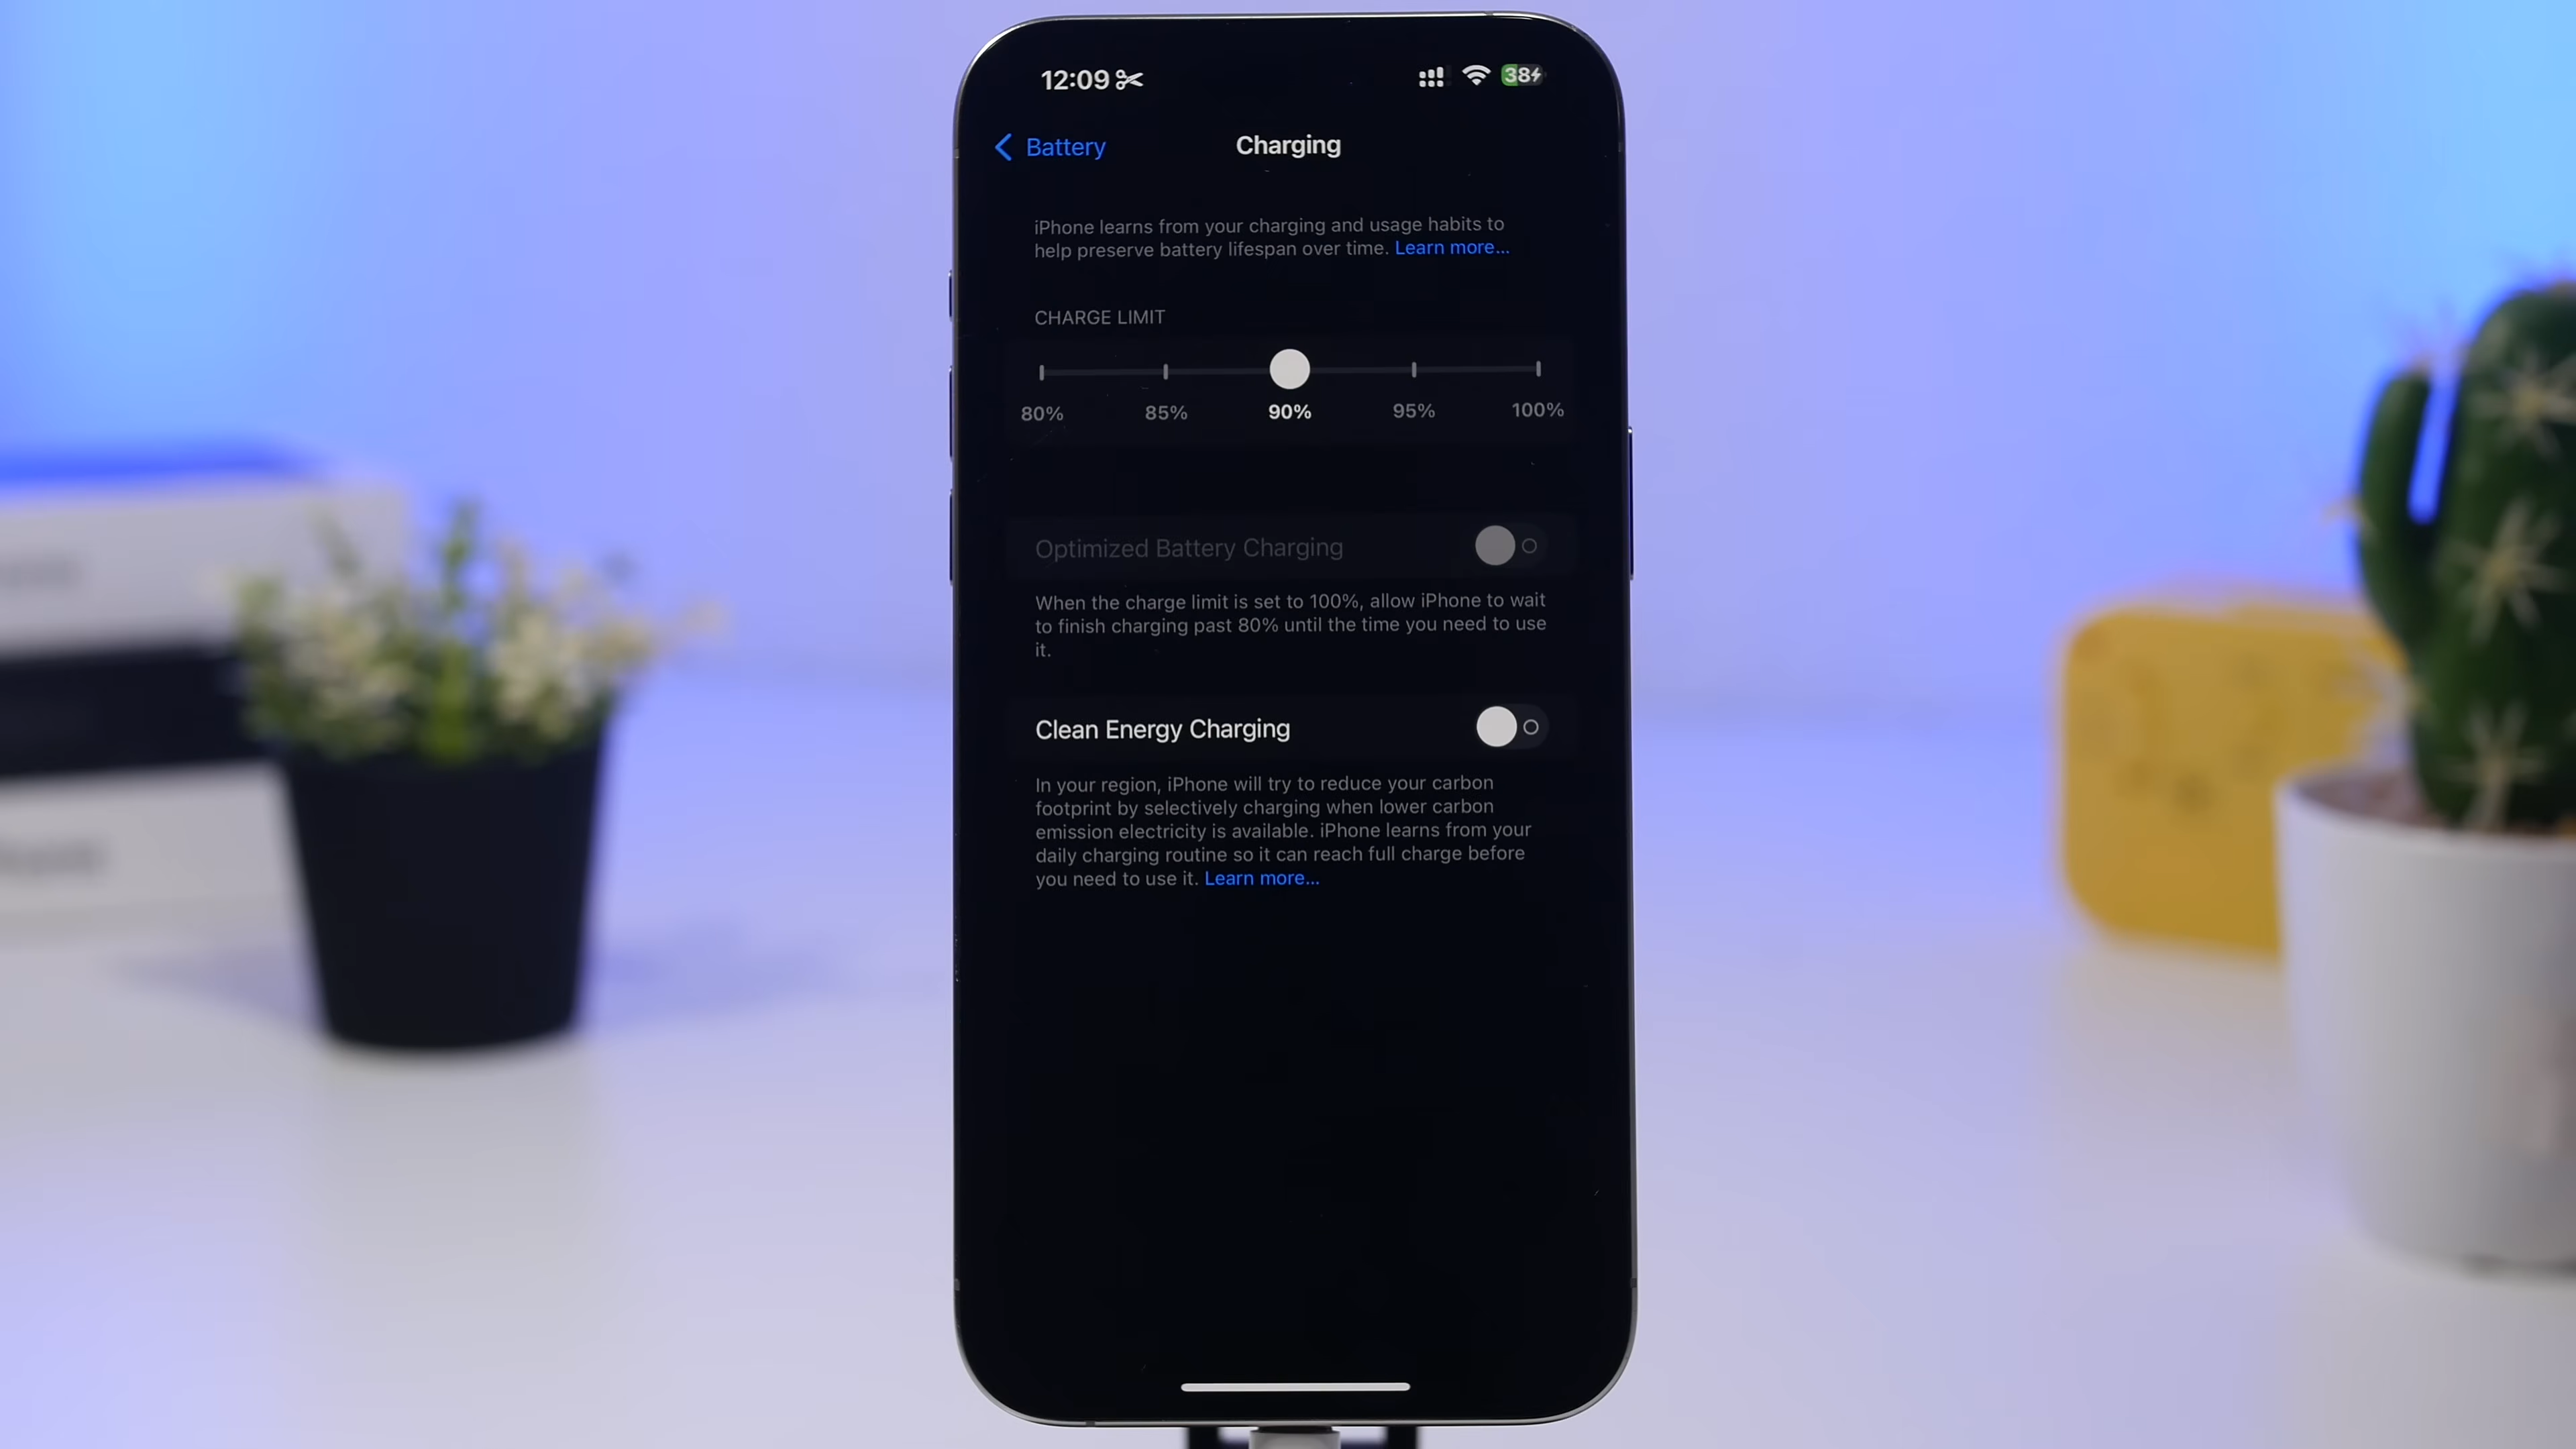 12:09
38
Battery
Charging
iPhone learns from your charging and usage habits to
help preserve battery lifespan over time. Learn more...
CHARGE LIMIT
80% 85% 90% 95% 100%
Optimized Battery Charging
When the charge limit is set to 100%, allow iPhone to wait
to finish charging past 80% until the time you need to use
it.
Clean Energy Charging
In your region, iPhone will try to reduce your carbon
footprint by selectively charging when lower carbon
emission electricity is available. iPhone learns from your
daily charging routine so it can reach full charge before
you need to use it. Learn more...